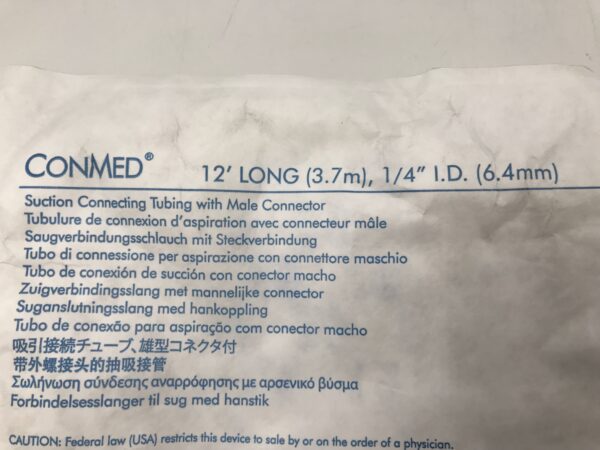 CONMED® 12' LONG (3.7m), 1/4" I.D. (6.4mm)
Suction Connecting Tubing with Male Connector
Tubulure de connexion d'aspiration avec connecteur mâle
Saugverbindungsschlauch mit Steckverbindung
Tubo di connessione per aspirazione con connettore maschio
Tubo de conexión de succión con conector macho
Zuigverbindingsslang met mannelijke connector
Suganslutningsslang med hankoppling
Tubo de conexão para aspiração com conector macho
吸引接続チューブ、雄型コネクタ付
带外螺接头的抽吸接管
Σωλήνωση σύνδεσης αναρρόφησης με αρσενικό βύσμα
Forbindelsesslanger til sug med hanstik
CAUTION: Federal law (USA) restricts this device to sale by or on the order of a physician.